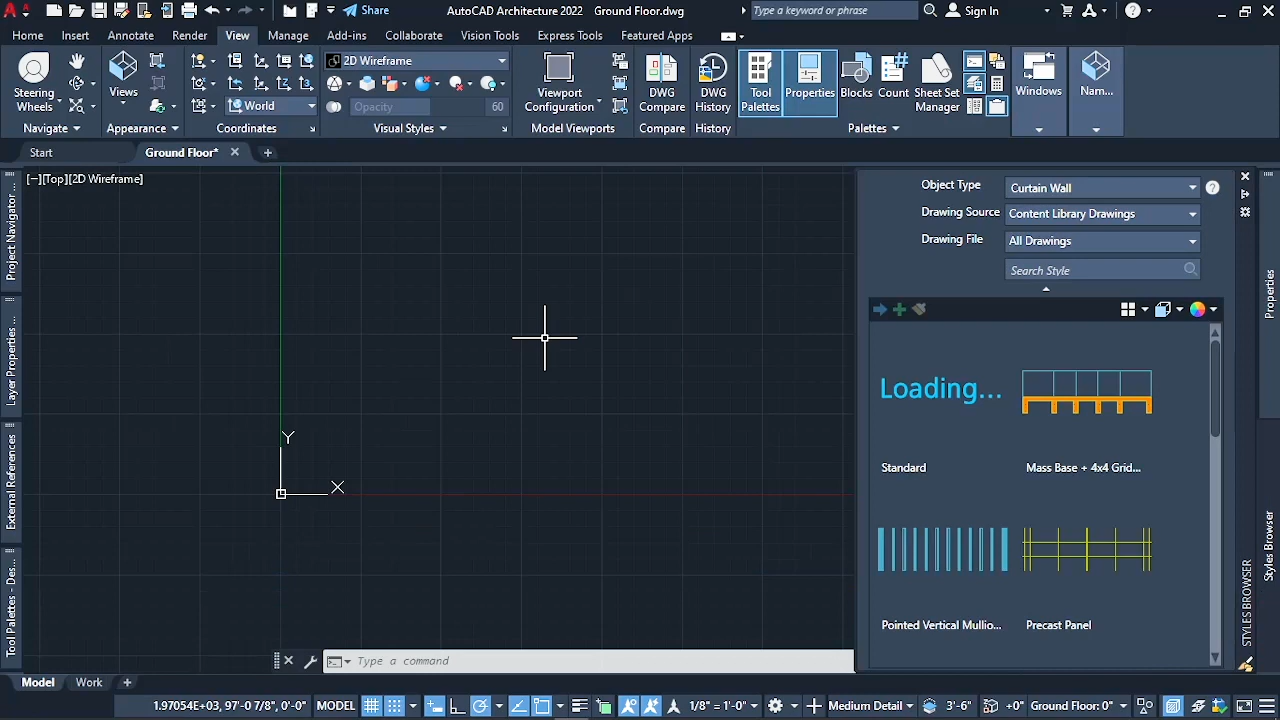 Share
AutoCAD Architecture 2022 Ground Floor.dwg
Type a keyword or phrase
Sign In
Home Insert Annotate Render View Manage Add-ins Collaborate Vision Tools Express Tools Featured Apps
Steering Wheels
Navigate
Views
Appearance
World
Coordinates
2D Wireframe
Opacity 60
Visual Styles
Viewport Configuration
Model Viewports
DWG Compare
Compare
DWG History
History
Tool Palettes
Properties
Blocks
Count
Sheet Set Manager
Palettes
Windows
Nam...
Start
Ground Floor*
[−][Top][2D Wireframe]
Project Navigator ...
Layer Properties...
External References
Tool Palettes - Des...
Y
X
Object Type Curtain Wall
Drawing Source Content Library Drawings
Drawing File All Drawings
Search Style
Loading...
Standard
Mass Base + 4x4 Grid...
Pointed Vertical Mullio...
Precast Panel
STYLES BROWSER
Properties
Styles Browser
Type a command
Model Work
1.97054E+03, 97'-0 7/8", 0'-0"
MODEL
1/8" = 1'-0"
Medium Detail
3'-6"
+0"
Ground Floor: 0"